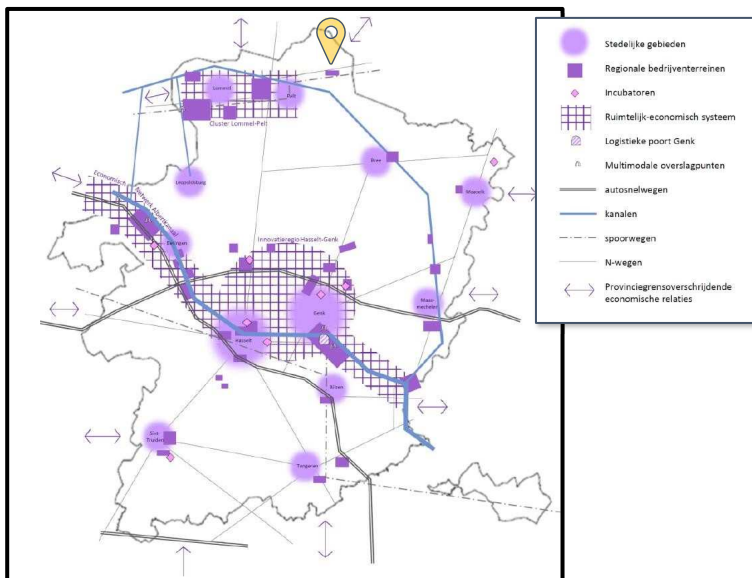 Stedelijke gebieden
Regionale bedrijventerreinen
Incubatoren
Ruimtelijk-economisch systeem
Logistieke poort Genk
Multimodale overslagpunten
autosnelwegen
kanalen
spoorwegen
N-wegen
Provinciegrensoverschrijdende
economische relaties
Lommel
Pelt
Cluster Lommel-Pelt
Leopoldsburg
Bree
Maaseik
Economisch Netwerk Albertkanaal
Beringen
Innovatieregio Hasselt-Genk
Genk
Maas-
mechelen
Hasselt
Bilzen
Sint-
Truiden
Tongeren